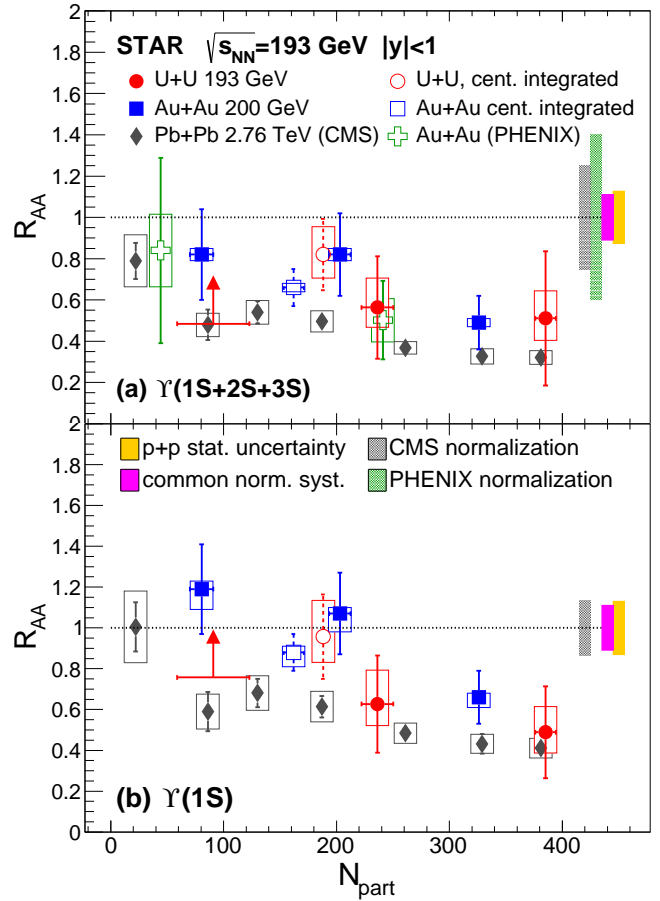 STAR √sNN=193 GeV |y|<1
U+U 193 GeV
U+U, cent. integrated
Au+Au 200 GeV
Au+Au cent. integrated
Pb+Pb 2.76 TeV (CMS)
Au+Au (PHENIX)
2
1.8
1.6
1.4
1.2
1
0.8
0.6
0.4
0.2
RAA
(a) ϒ(1S+2S+3S)
p+p stat. uncertainty
CMS normalization
common norm. syst.
PHENIX normalization
2
1.8
1.6
1.4
1.2
1
0.8
0.6
0.4
0.2
0
RAA
(b) ϒ(1S)
0 100 200 300 400
Npart